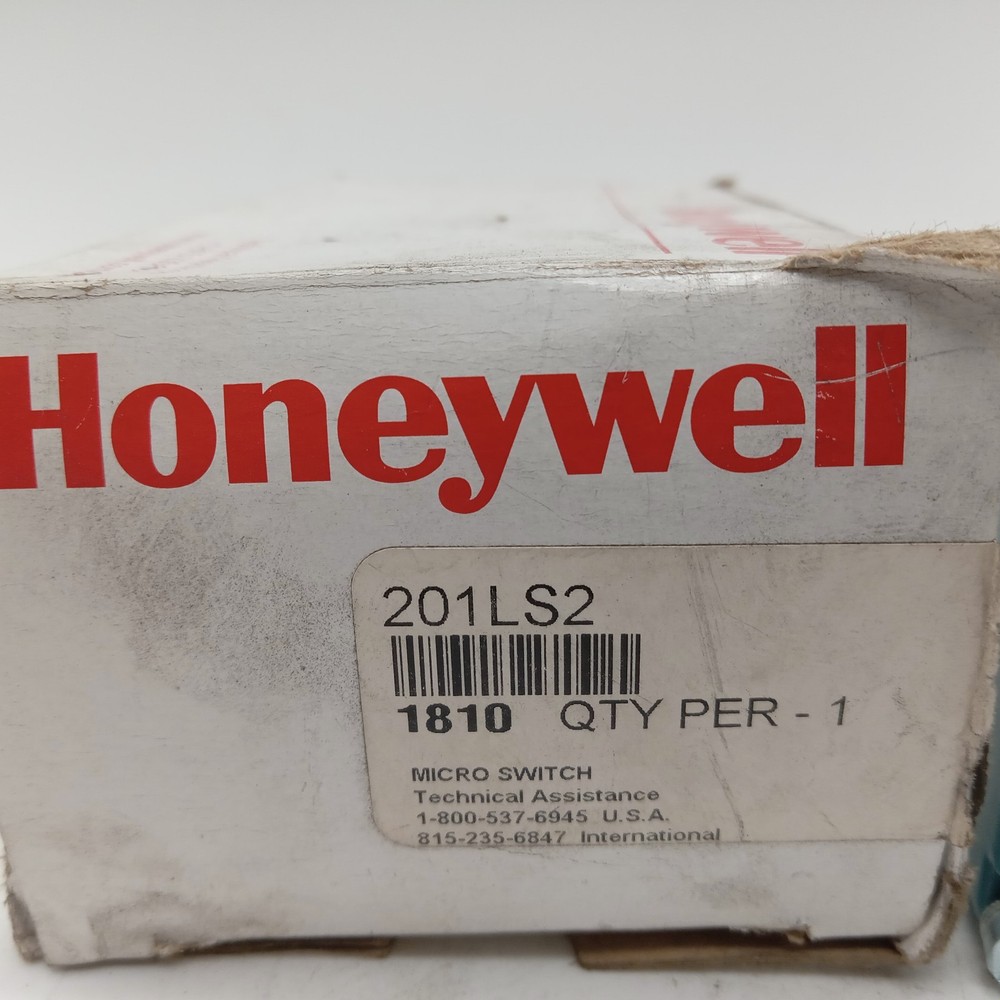 Honeywell
201LS2
1810 QTY PER - 1
MICRO SWITCH
Technical Assistance
1-800-537-6945 U.S.A.
815-235-6847 International